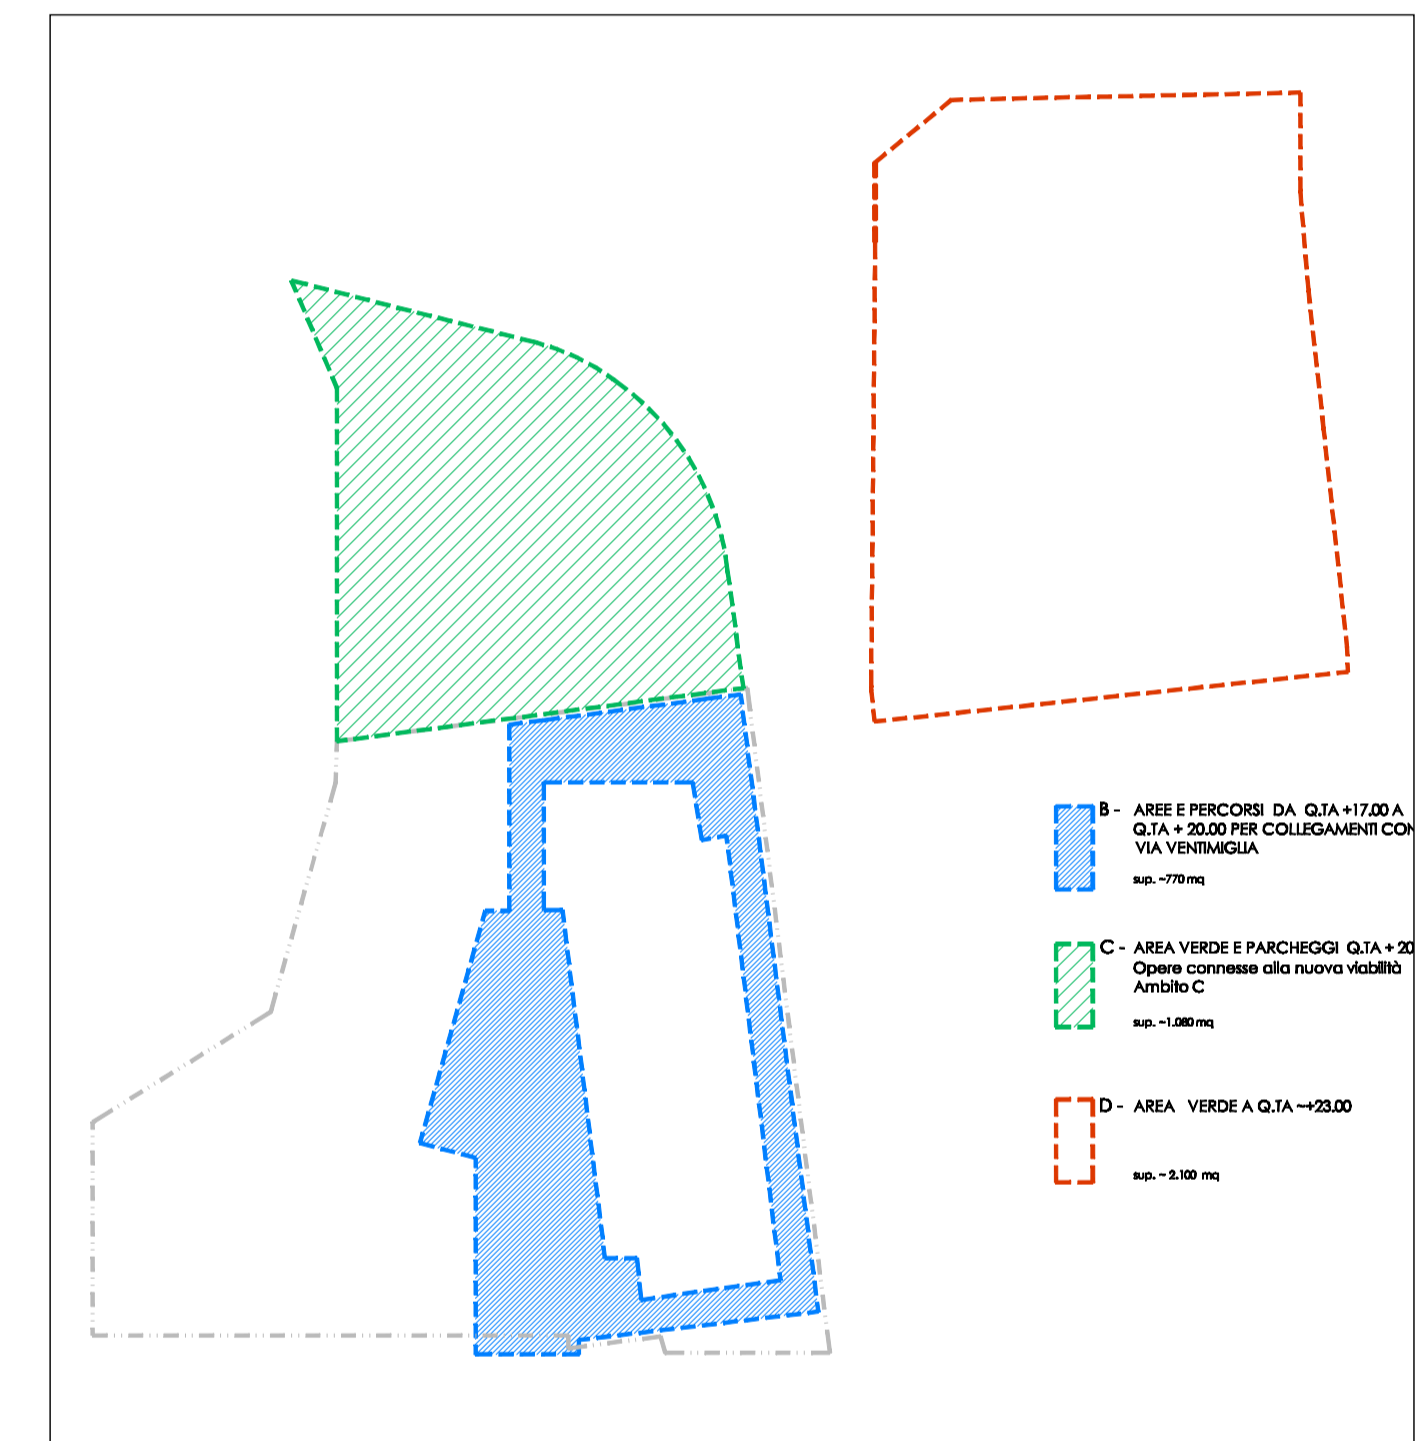 B - AREE E PERCORSI DA Q.TA +17.00 A
Q.TA + 20.00 PER COLLEGAMENTI CON
VIA VENTIMIGLIA
sup. ~770 mq
C - AREA VERDE E PARCHEGGI Q.TA + 20
Opere connesse alla nuova viabilità
Ambito C
sup. ~1.080 mq
D - AREA VERDE A Q.TA ~+23.00
sup. ~ 2.100 mq